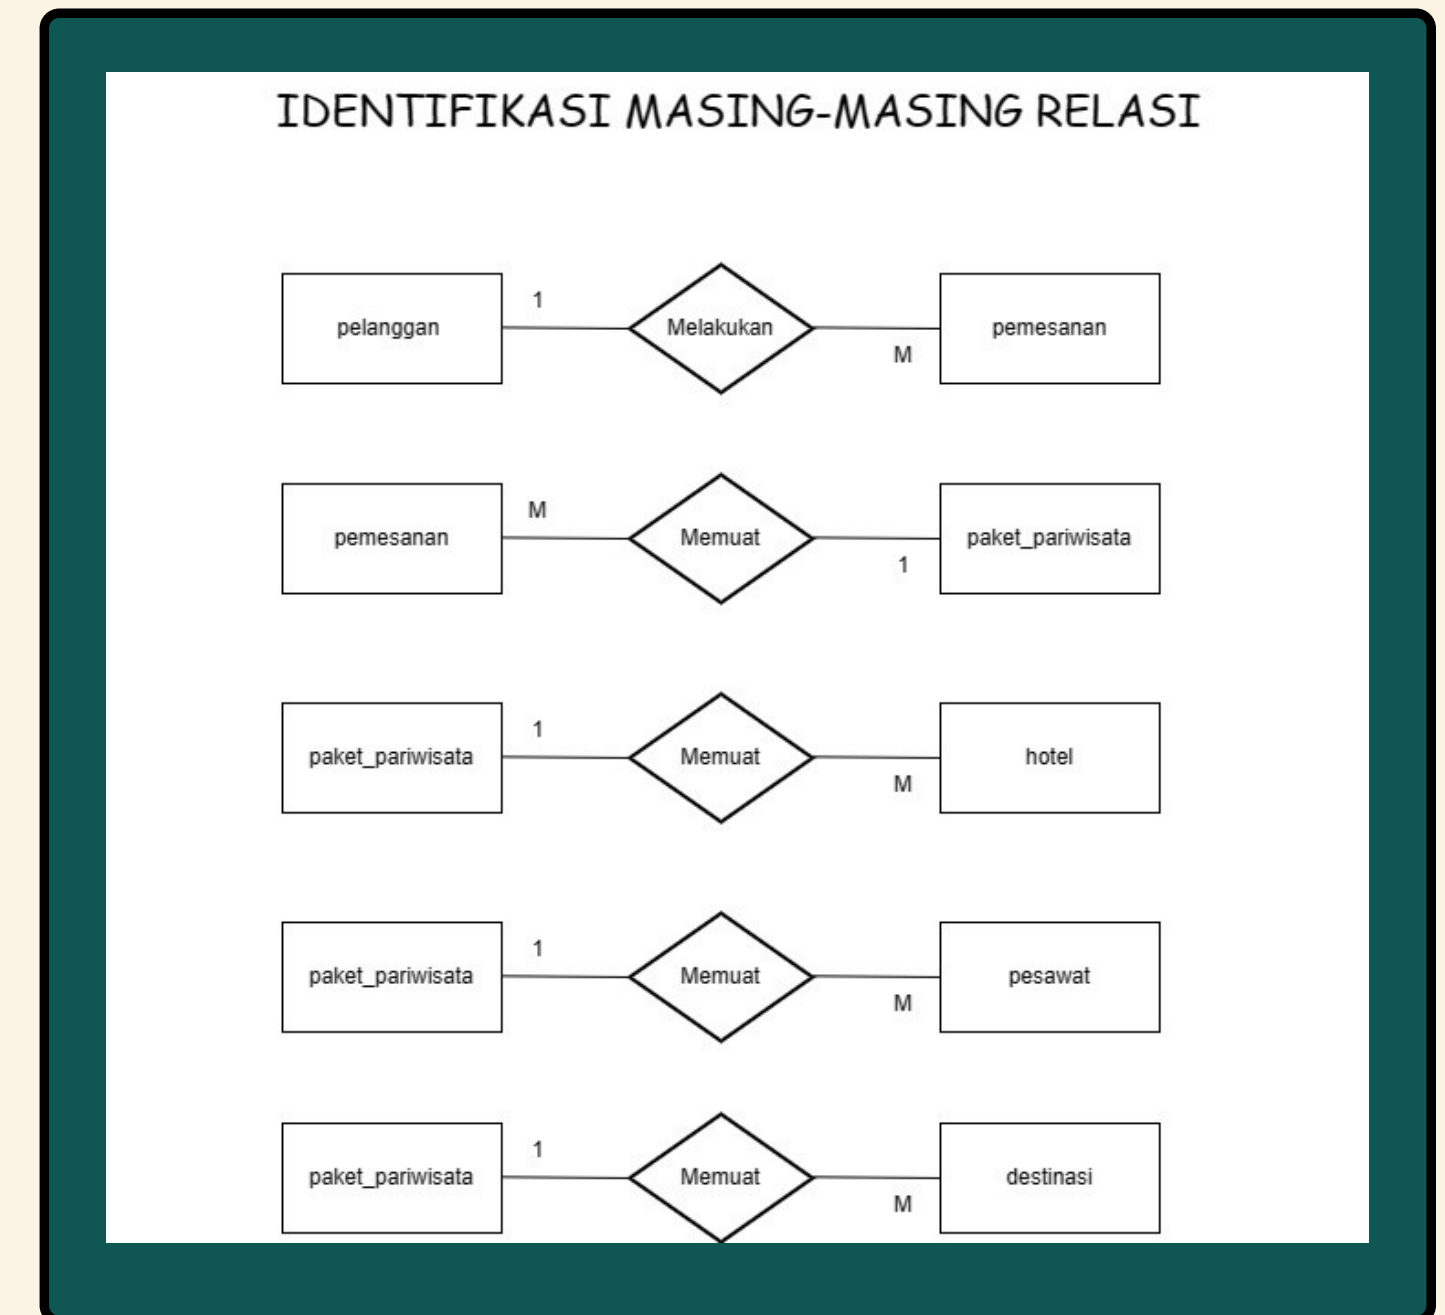 IDENTIFIKASI MASING-MASING RELASI
pelanggan 1 Melakukan M pemesanan
pemesanan M Memuat 1 paket_pariwisata
paket_pariwisata 1 Memuat M hotel
paket_pariwisata 1 Memuat M pesawat
paket_pariwisata 1 Memuat M destinasi